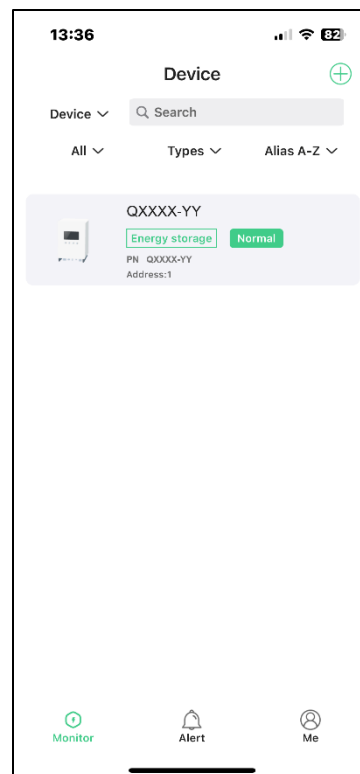 13:36 82
Device
Device Search
All Types Alias A-Z
QXXXX-YY
Energy storage Normal
PN QXXXX-YY
Address:1
Monitor Alert Me